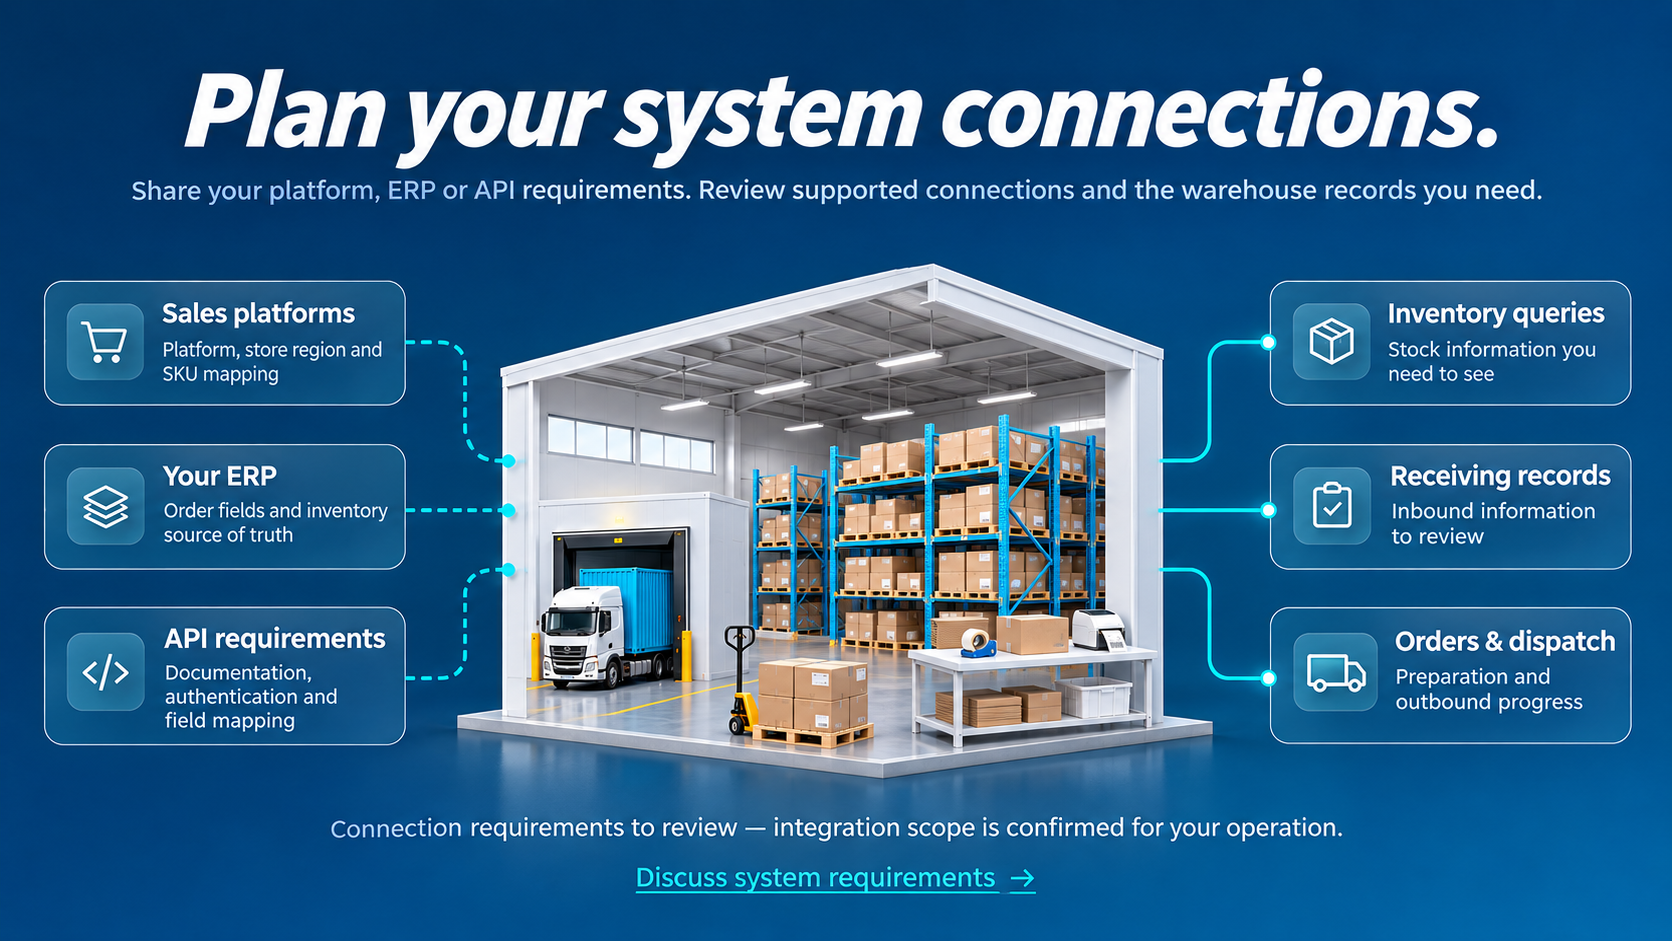 Plan your system connections.
Share your platform, ERP or API requirements. Review supported connections and the warehouse records you need.
Sales platforms
Platform, store region and
SKU mapping
Your ERP
Order fields and inventory
source of truth
API requirements
Documentation,
authentication and
field mapping
Inventory queries
Stock information you
need to see
Receiving records
Inbound information
to review
Orders & dispatch
Preparation and
outbound progress
Connection requirements to review — integration scope is confirmed for your operation.
Discuss system requirements →